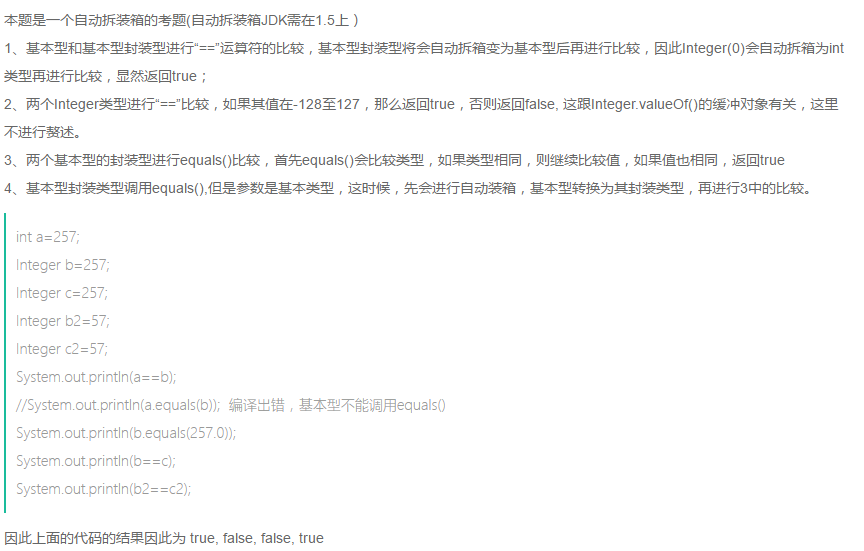 本题是一个自动拆装箱的考题(自动拆装箱JDK需在1.5上）
1、基本型和基本型封装型进行“==”运算符的比较，基本型封装型将会自动拆箱变为基本型后再进行比较，因此Integer(0)会自动拆箱为int
类型再进行比较，显然返回true；
2、两个Integer类型进行“==”比较，如果其值在-128至127，那么返回true，否则返回false, 这跟Integer.valueOf()的缓冲对象有关，这里
不进行赘述。
3、两个基本型的封装型进行equals()比较，首先equals()会比较类型，如果类型相同，则继续比较值，如果值也相同，返回true
4、基本型封装类型调用equals(),但是参数是基本类型，这时候，先会进行自动装箱，基本型转换为其封装类型，再进行3中的比较。
int a=257;
Integer b=257;
Integer c=257;
Integer b2=57;
Integer c2=57;
System.out.println(a==b);
//System.out.println(a.equals(b));  编译出错，基本型不能调用equals()
System.out.println(b.equals(257.0));
System.out.println(b==c);
System.out.println(b2==c2);
因此上面的代码的结果因此为 true, false, false, true